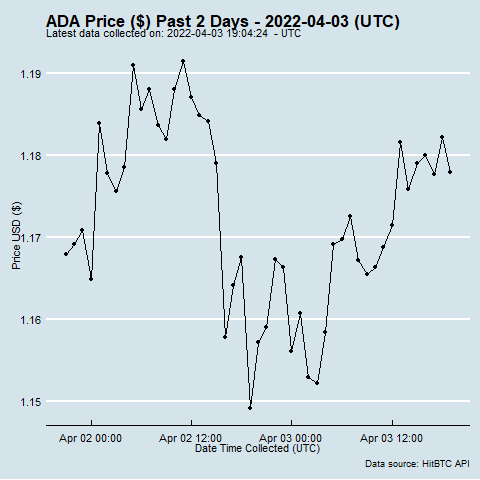 ADA Price ($) Past 2 Days - 2022-04-03 (UTC)
Latest data collected on: 2022-04-03 19:04:24 - UTC
1.19
1.18
1.17
1.16
1.15
Price USD ($)
Apr 02 00:00 Apr 02 12:00 Apr 03 00:00 Apr 03 12:00
Date Time Collected (UTC)
Data source: HitBTC API